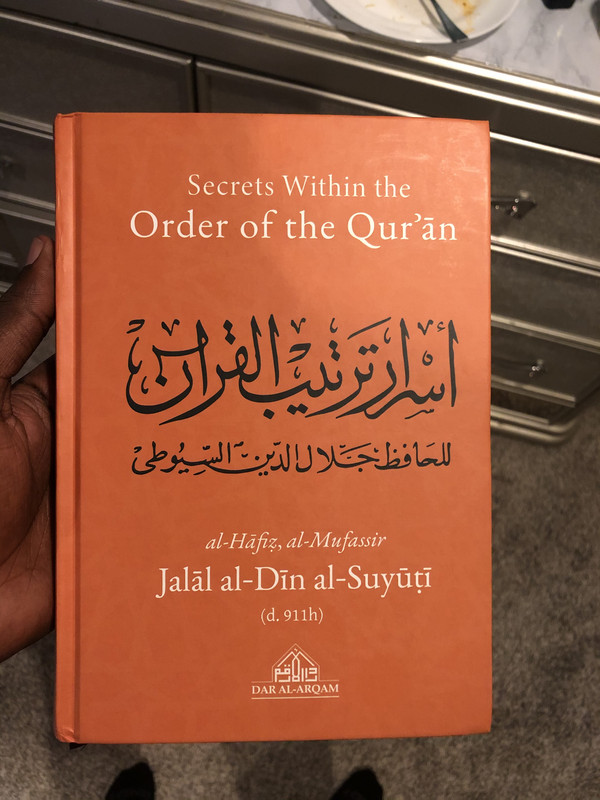 Secrets Within the
Order of the Qur’ān
أسرار ترتيب القرآن
للحافظ جلال الدين السيوطي
al-Ḥāfiẓ, al-Mufassir
Jalāl al-Dīn al-Suyūṭī
(d. 911h)
دار الأرقم
DAR AL-ARQAM